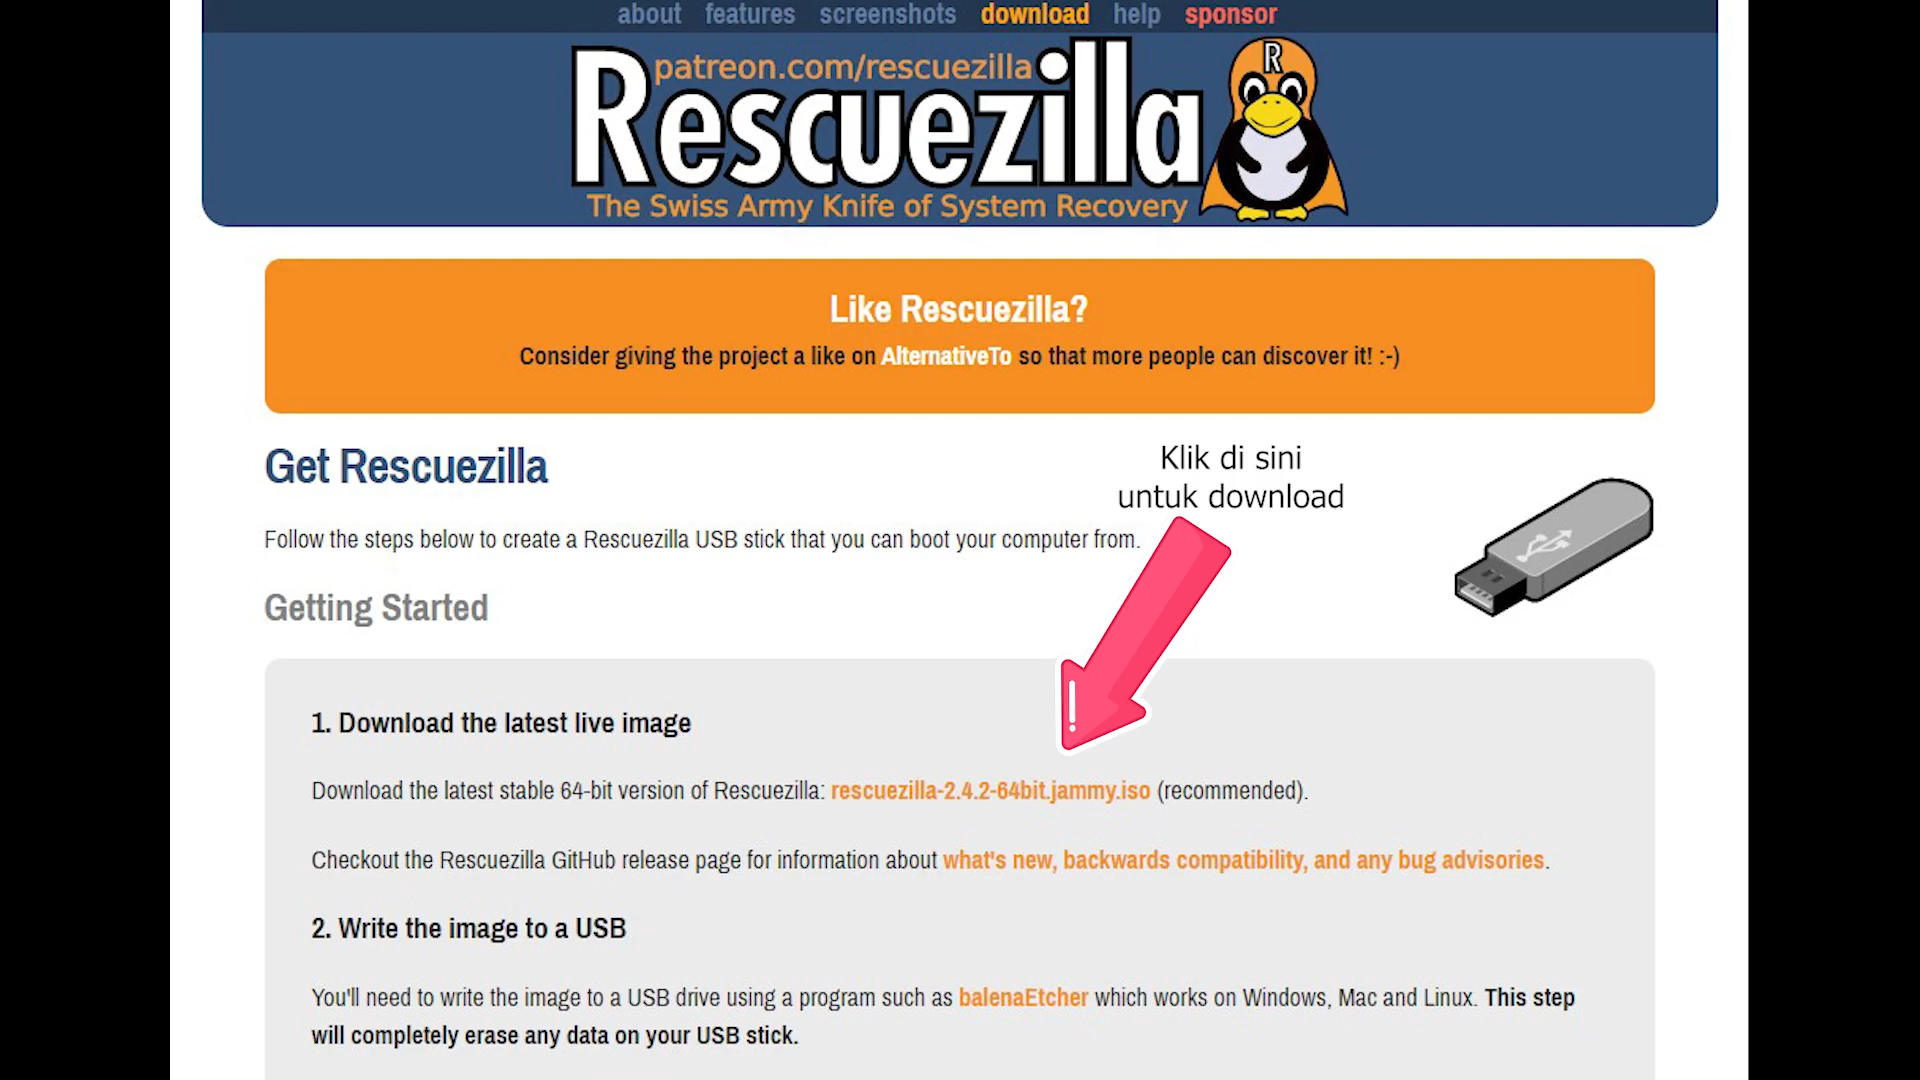 about features screenshots download help sponsor
patreon.com/rescuezilla
Rescuezilla
R
The Swiss Army Knife of System Recovery
Like Rescuezilla?
Consider giving the project a like on AlternativeTo so that more people can discover it! :-)
Get Rescuezilla
Klik di sini
untuk download
Follow the steps below to create a Rescuezilla USB stick that you can boot your computer from.
Getting Started
!
1. Download the latest live image
Download the latest stable 64-bit version of Rescuezilla: rescuezilla-2.4.2-64bit.jammy.iso (recommended).
Checkout the Rescuezilla GitHub release page for information about what's new, backwards compatibility, and any bug advisories.
2. Write the image to a USB
You'll need to write the image to a USB drive using a program such as balenaEtcher which works on Windows, Mac and Linux. This step
will completely erase any data on your USB stick.